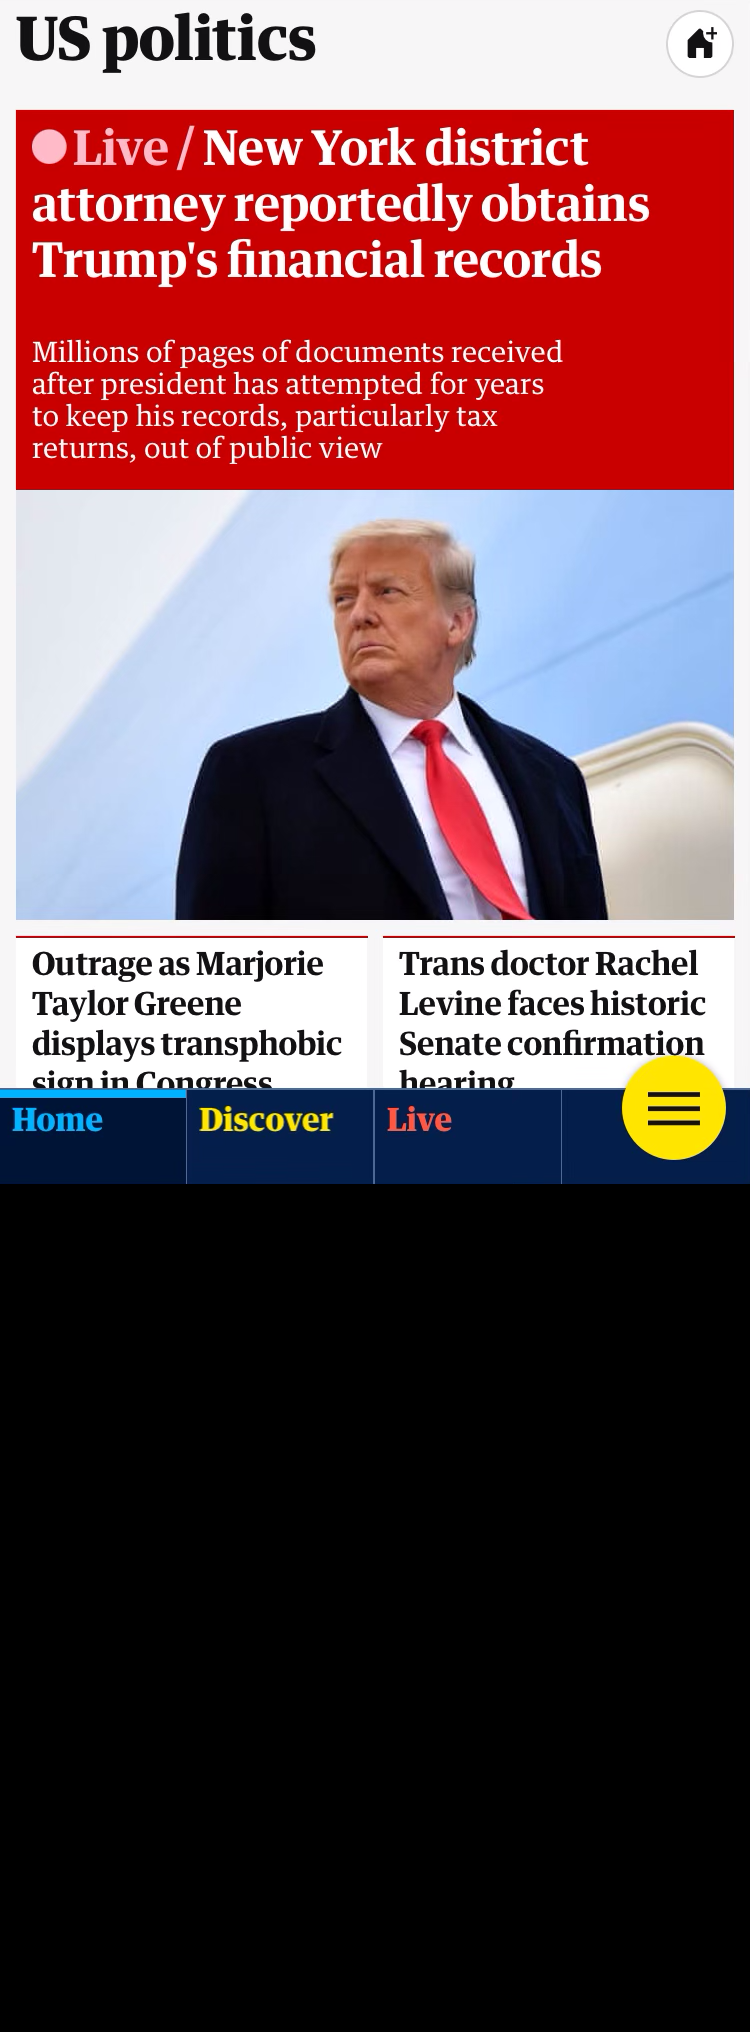 US politics
Live / New York district
attorney reportedly obtains
Trump's financial records
Millions of pages of documents received
after president has attempted for years
to keep his records, particularly tax
returns, out of public view
Outrage as Marjorie
Taylor Greene
displays transphobic
sign in Congress
Trans doctor Rachel
Levine faces historic
Senate confirmation
hearing
Home
Discover
Live